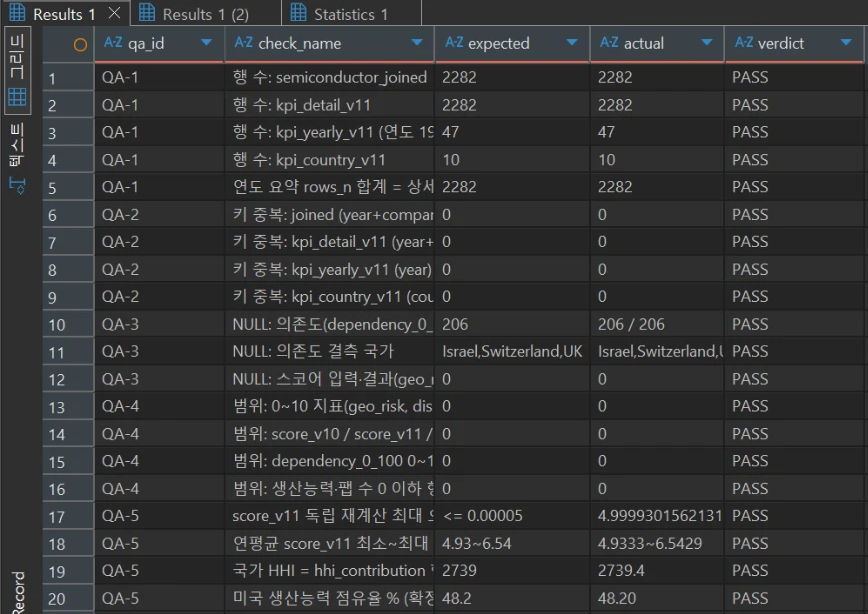 Results 1 Results 1 (2) Statistics 1
그리드
텍스트
Record
A-Z qa_id A-Z check_name A-Z expected A-Z actual A-Z verdict
1 QA-1 행 수: semiconductor_joined 2282 2282 PASS
2 QA-1 행 수: kpi_detail_v11 2282 2282 PASS
3 QA-1 행 수: kpi_yearly_v11 (연도 19 47 47 PASS
4 QA-1 행 수: kpi_country_v11 10 10 PASS
5 QA-1 연도 요약 rows_n 합계 = 상세 2282 2282 PASS
6 QA-2 키 중복: joined (year+compar 0 0 PASS
7 QA-2 키 중복: kpi_detail_v11 (year+ 0 0 PASS
8 QA-2 키 중복: kpi_yearly_v11 (year) 0 0 PASS
9 QA-2 키 중복: kpi_country_v11 (cou 0 0 PASS
10 QA-3 NULL: 의존도(dependency_0_ 206 206 / 206 PASS
11 QA-3 NULL: 의존도 결측 국가 Israel,Switzerland,UK Israel,Switzerland,U PASS
12 QA-3 NULL: 스코어 입력·결과(geo_r 0 0 PASS
13 QA-4 범위: 0~10 지표(geo_risk, dis 0 0 PASS
14 QA-4 범위: score_v10 / score_v11 / 0 0 PASS
15 QA-4 범위: dependency_0_100 0~1 0 0 PASS
16 QA-4 범위: 생산능력·팹 수 0 이하 행 0 0 PASS
17 QA-5 score_v11 독립 재계산 최대 오 <= 0.00005 4.9999301562131 PASS
18 QA-5 연평균 score_v11 최소~최대 4.93~6.54 4.9333~6.5429 PASS
19 QA-5 국가 HHI = hhi_contribution 2739 2739.4 PASS
20 QA-5 미국 생산능력 점유율 % (확정 48.2 48.20 PASS